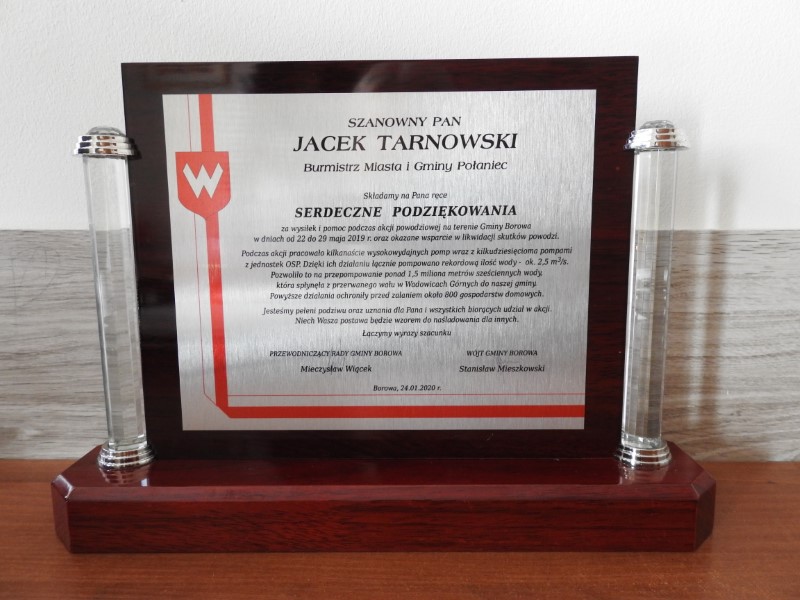 W
SZANOWNY PAN
JACEK TARNOWSKI
Burmistrz Miasta i Gminy Połaniec
Składamy na Pana ręce
SERDECZNE PODZIĘKOWANIA
za wysiłek i pomoc podczas akcji powodziowej na terenie Gminy Borowa
w dniach od 22 do 29 maja 2019 r. oraz okazane wsparcie w likwidacji skutków powodzi.
Podczas akcji pracowało kilkanaście wysokowydajnych pomp wraz z kilkudziesięcioma pompami
z jednostek OSP. Dzięki ich działaniu łącznie pompowano rekordową ilość wody - ok. 2,5 m³/s.
Pozwoliło to na przepompowanie ponad 1,5 miliona metrów sześciennych wody,
która spłynęła z przerwanego wału w Wadowicach Górnych do naszej gminy.
Powyższe działania ochroniły przed zalaniem około 800 gospodarstw domowych.
Jesteśmy pełeni podziwu oraz uznania dla Pana i wszystkich biorących udział w akcji.
Niech Wasza postawa będzie wzorem do naśladowania dla innych.
Łączymy wyrazy szacunku
PRZEWODNICZĄCY RADY GMINY BOROWA WÓJT GMINY BOROWA
Mieczysław Wiącek Stanisław Mieszkowski
Borowa, 24.01.2020 r.